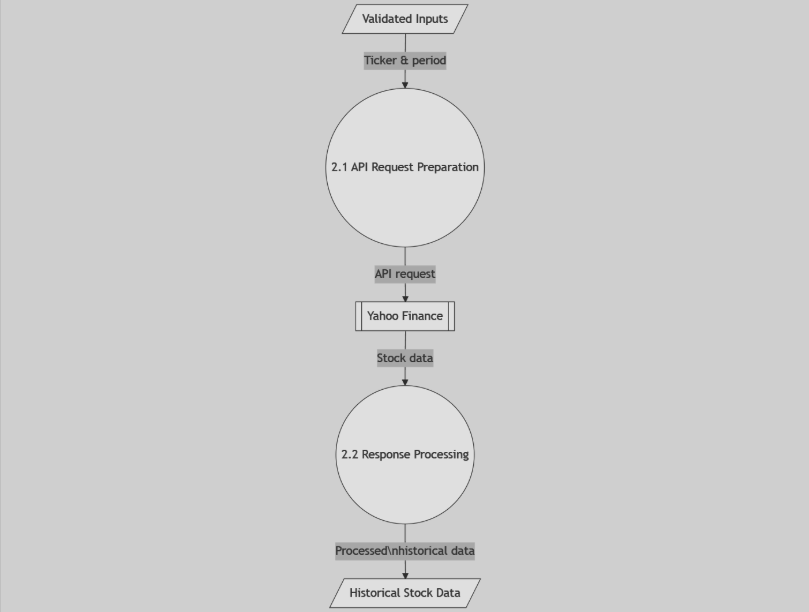 Validated Inputs
Ticker & period
2.1 API Request Preparation
API request
Yahoo Finance
Stock data
2.2 Response Processing
Processed\nhistorical data
Historical Stock Data